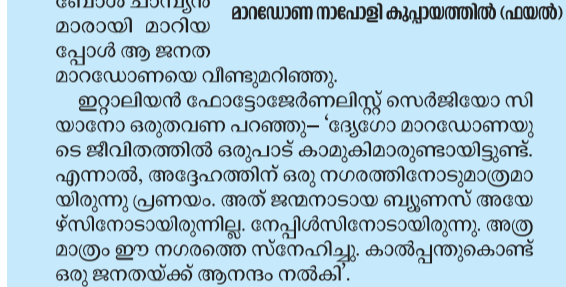 മാറഡോണ നാപോളി കുപ്പായത്തിൽ (ഫയൽ)
മാരായി മാറിയ
പ്പോൾ ആ ജനത
മാറഡോണയെ വീണ്ടുമറിഞ്ഞു.
ഇറ്റാലിയൻ ഫോട്ടോജേർണലിസ്റ്റ് സെർജിയോ സി
യാനോ ഒരുതവണ പറഞ്ഞു– ‘ദ്യേഗോ മാറഡോണയു
ടെ ജീവിതത്തിൽ ഒരുപാട് കാമുകിമാരുണ്ടായിട്ടുണ്ട്.
എന്നാൽ, അദ്ദേഹത്തിന് ഒരു നഗരത്തിനോടുമാത്രമാ
യിരുന്നു പ്രണയം. അത് ജന്മനാടായ ബ്യൂണസ് അയേ
ഴ്സിനോടായിരുന്നില്ല. നേപ്പിൾസിനോടായിരുന്നു. അത്ര
മാത്രം ഈ നഗരത്തെ സ്നേഹിച്ചു. കാൽപ്പന്തുകൊണ്ട്
ഒരു ജനതയ്ക്ക് ആനന്ദം നൽകി’.